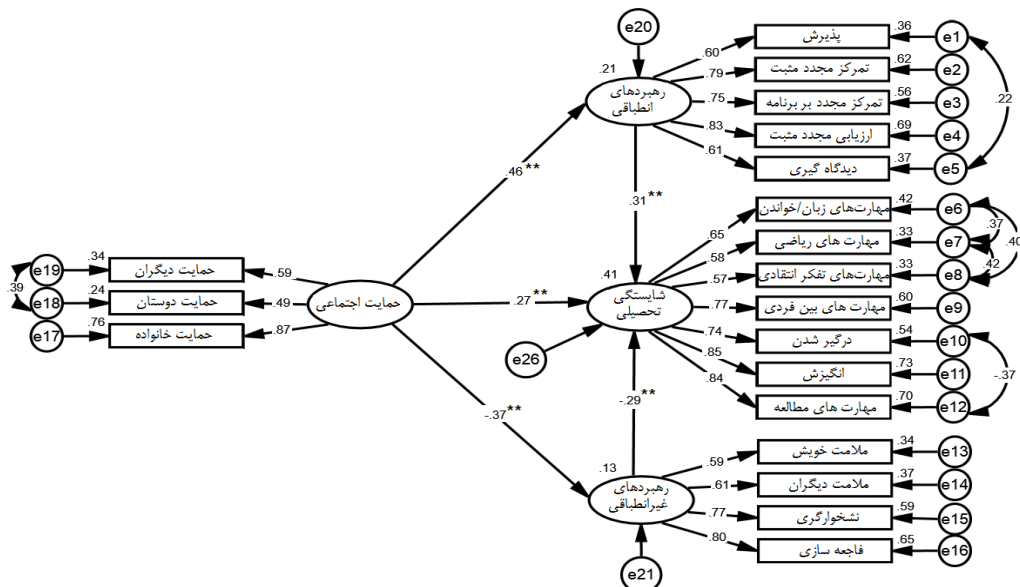 e20
.36
پذیرش
e1
.60
.21
.62
تمرکز مجدد مثبت
e2
.79
رهبردهای
انطباقی
.56
تمرکز مجدد بر برنامه
e3
.75
.22
.69
ارزیابی مجدد مثبت
e4
.83
.37
دیدگاه گیری
e5
.61
.46**
.31**
.42
مهارت‌های زبان/خواندن
e6
.65
.37
.33
مهارت های ریاضی
e7
.58
.40
.42
.33
مهارت‌های تفکر انتقادی
e8
.57
.41
شایستگی
تحصیلی
.60
مهارت های بین فردی
e9
.77
.54
درگیر شدن
e10
.74
.73
انگیزش
e11
.85
-.37
.70
مهارت های مطالعه
e12
.84
e19
.34
حمایت دیگران
.59
.39
e18
.24
حمایت دوستان
.49
e17
.76
حمایت خانواده
.87
حمایت اجتماعی
.27**
e26
-.37**
-.29**
.34
ملامت خویش
e13
.59
.13
.37
ملامت دیگران
e14
.61
رهبردهای
غیرانطباقی
.59
نشخوارگری
e15
.77
.65
فاجعه سازی
e16
.80
e21